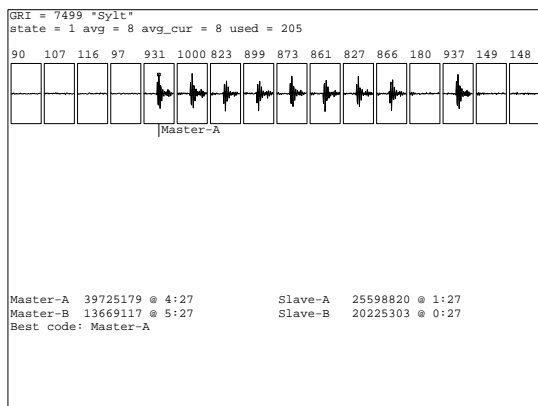 GRI = 7499 "Sylt"
state = 1 avg = 8 avg_cur = 8 used = 205
90 107 116 97 931 1000 823 899 873 861 827 866 180 937 149 148
Master-A
Master-A 39725179 @ 4:27 Slave-A 25598820 @ 1:27
Master-B 13669117 @ 5:27 Slave-B 20225303 @ 0:27
Best code: Master-A